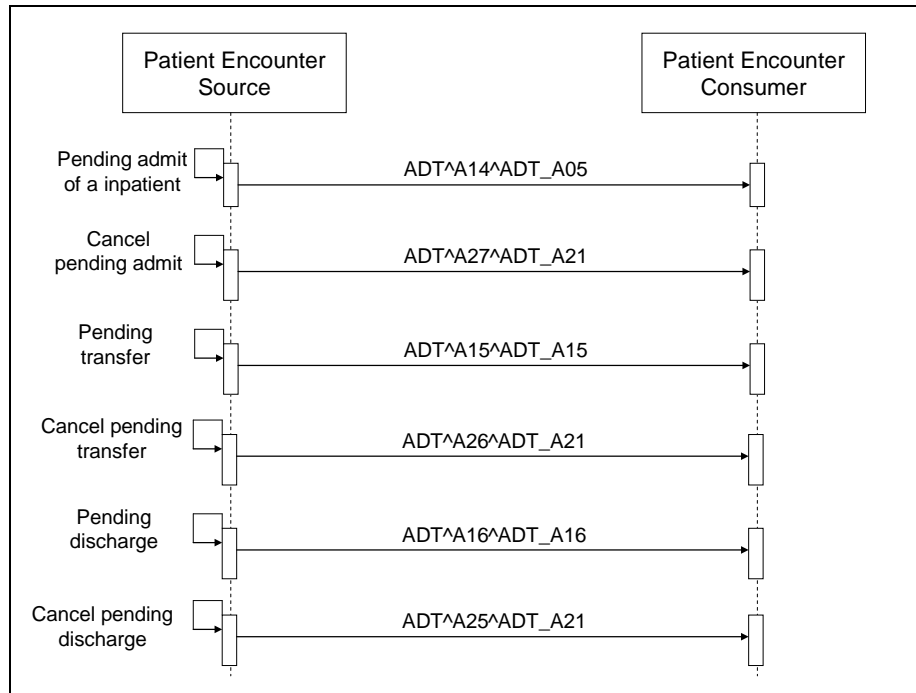 Patient Encounter
Source
Patient Encounter
Consumer
Pending admit
of a inpatient
ADT^A14^ADT_A05
Cancel
pending admit
ADT^A27^ADT_A21
Pending
transfer
ADT^A15^ADT_A15
Cancel pending
transfer
ADT^A26^ADT_A21
Pending
discharge
ADT^A16^ADT_A16
Cancel pending
discharge
ADT^A25^ADT_A21